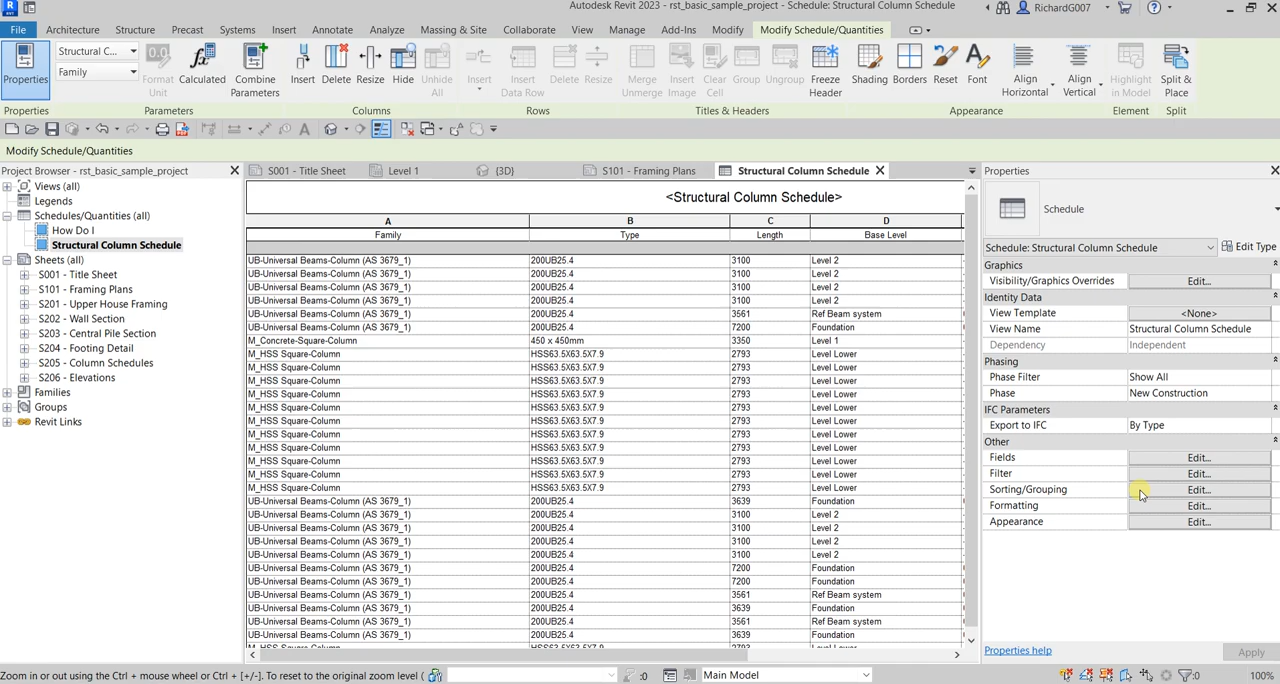 Autodesk Revit 2023 - rst_basic_sample_project - Schedule: Structural Column Schedule
RichardG007
File Architecture Structure Precast Systems Insert Annotate Analyze Massing & Site Collaborate View Manage Add-Ins Modify Modify Schedule/Quantities
Structural C...
Family
Properties
Format Unit
Calculated
Combine Parameters
Insert
Delete
Resize
Hide
Unhide All
Insert
Insert Data Row
Delete
Resize
Merge Unmerge
Insert Image
Clear Cell
Group
Ungroup
Freeze Header
Shading
Borders
Reset
Font
Align Horizontal
Align Vertical
Highlight in Model
Split & Place
Properties Parameters Columns Rows Titles & Headers Appearance Element Split
Modify Schedule/Quantities
Project Browser - rst_basic_sample_project
Views (all)
Legends
Schedules/Quantities (all)
How Do I
Structural Column Schedule
Sheets (all)
S001 - Title Sheet
S101 - Framing Plans
S201 - Upper House Framing
S202 - Wall Section
S203 - Central Pile Section
S204 - Footing Detail
S205 - Column Schedules
S206 - Elevations
Families
Groups
Revit Links
S001 - Title Sheet Level 1 {3D} S101 - Framing Plans Structural Column Schedule
<Structural Column Schedule>
A B C D
Family Type Length Base Level
UB-Universal Beams-Column (AS 3679_1) 200UB25.4 3100 Level 2
UB-Universal Beams-Column (AS 3679_1) 200UB25.4 3100 Level 2
UB-Universal Beams-Column (AS 3679_1) 200UB25.4 3100 Level 2
UB-Universal Beams-Column (AS 3679_1) 200UB25.4 3100 Level 2
UB-Universal Beams-Column (AS 3679_1) 200UB25.4 3561 Ref Beam system
UB-Universal Beams-Column (AS 3679_1) 200UB25.4 7200 Foundation
M_Concrete-Square-Column 450 x 450mm 3350 Level 1
M_HSS Square-Column HSS63.5X63.5X7.9 2793 Level Lower
M_HSS Square-Column HSS63.5X63.5X7.9 2793 Level Lower
M_HSS Square-Column HSS63.5X63.5X7.9 2793 Level Lower
M_HSS Square-Column HSS63.5X63.5X7.9 2793 Level Lower
M_HSS Square-Column HSS63.5X63.5X7.9 2793 Level Lower
M_HSS Square-Column HSS63.5X63.5X7.9 2793 Level Lower
M_HSS Square-Column HSS63.5X63.5X7.9 2793 Level Lower
M_HSS Square-Column HSS63.5X63.5X7.9 2793 Level Lower
M_HSS Square-Column HSS63.5X63.5X7.9 2793 Level Lower
M_HSS Square-Column HSS63.5X63.5X7.9 2793 Level Lower
M_HSS Square-Column HSS63.5X63.5X7.9 2793 Level Lower
UB-Universal Beams-Column (AS 3679_1) 200UB25.4 3639 Foundation
UB-Universal Beams-Column (AS 3679_1) 200UB25.4 3100 Level 2
UB-Universal Beams-Column (AS 3679_1) 200UB25.4 3100 Level 2
UB-Universal Beams-Column (AS 3679_1) 200UB25.4 3100 Level 2
UB-Universal Beams-Column (AS 3679_1) 200UB25.4 3100 Level 2
UB-Universal Beams-Column (AS 3679_1) 200UB25.4 7200 Foundation
UB-Universal Beams-Column (AS 3679_1) 200UB25.4 7200 Foundation
UB-Universal Beams-Column (AS 3679_1) 200UB25.4 3561 Ref Beam system
UB-Universal Beams-Column (AS 3679_1) 200UB25.4 3639 Foundation
UB-Universal Beams-Column (AS 3679_1) 200UB25.4 3561 Ref Beam system
UB-Universal Beams-Column (AS 3679_1) 200UB25.4 3639 Foundation
Properties
Schedule
Schedule: Structural Column Schedule Edit Type
Graphics
Visibility/Graphics Overrides Edit...
Identity Data
View Template <None>
View Name Structural Column Schedule
Dependency Independent
Phasing
Phase Filter Show All
Phase New Construction
IFC Parameters
Export to IFC By Type
Other
Fields Edit...
Filter Edit...
Sorting/Grouping Edit...
Formatting Edit...
Appearance Edit...
Properties help Apply
Zoom in or out using the Ctrl + mouse wheel or Ctrl + [+/-]. To reset to the original zoom level ( :0 Main Model :0 100%